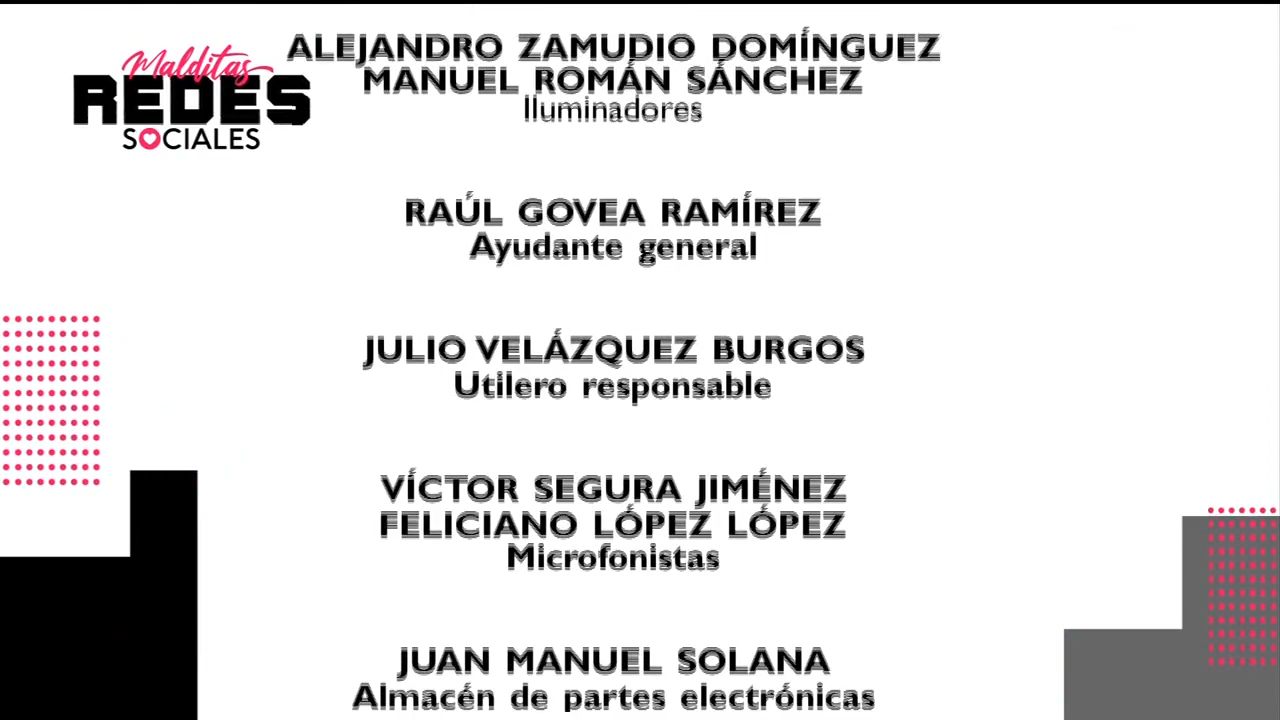 Malditas
REDES
SOCIALES
ALEJANDRO ZAMUDIO DOMÍNGUEZ
MANUEL ROMÁN SÁNCHEZ
Iluminadores
RAÚL GOVEA RAMÍREZ
Ayudante general
JULIO VELÁZQUEZ BURGOS
Utilero responsable
VÍCTOR SEGURA JIMÉNEZ
FELICIANO LÓPEZ LÓPEZ
Microfonistas
JUAN MANUEL SOLANA
Almacén de partes electrónicas